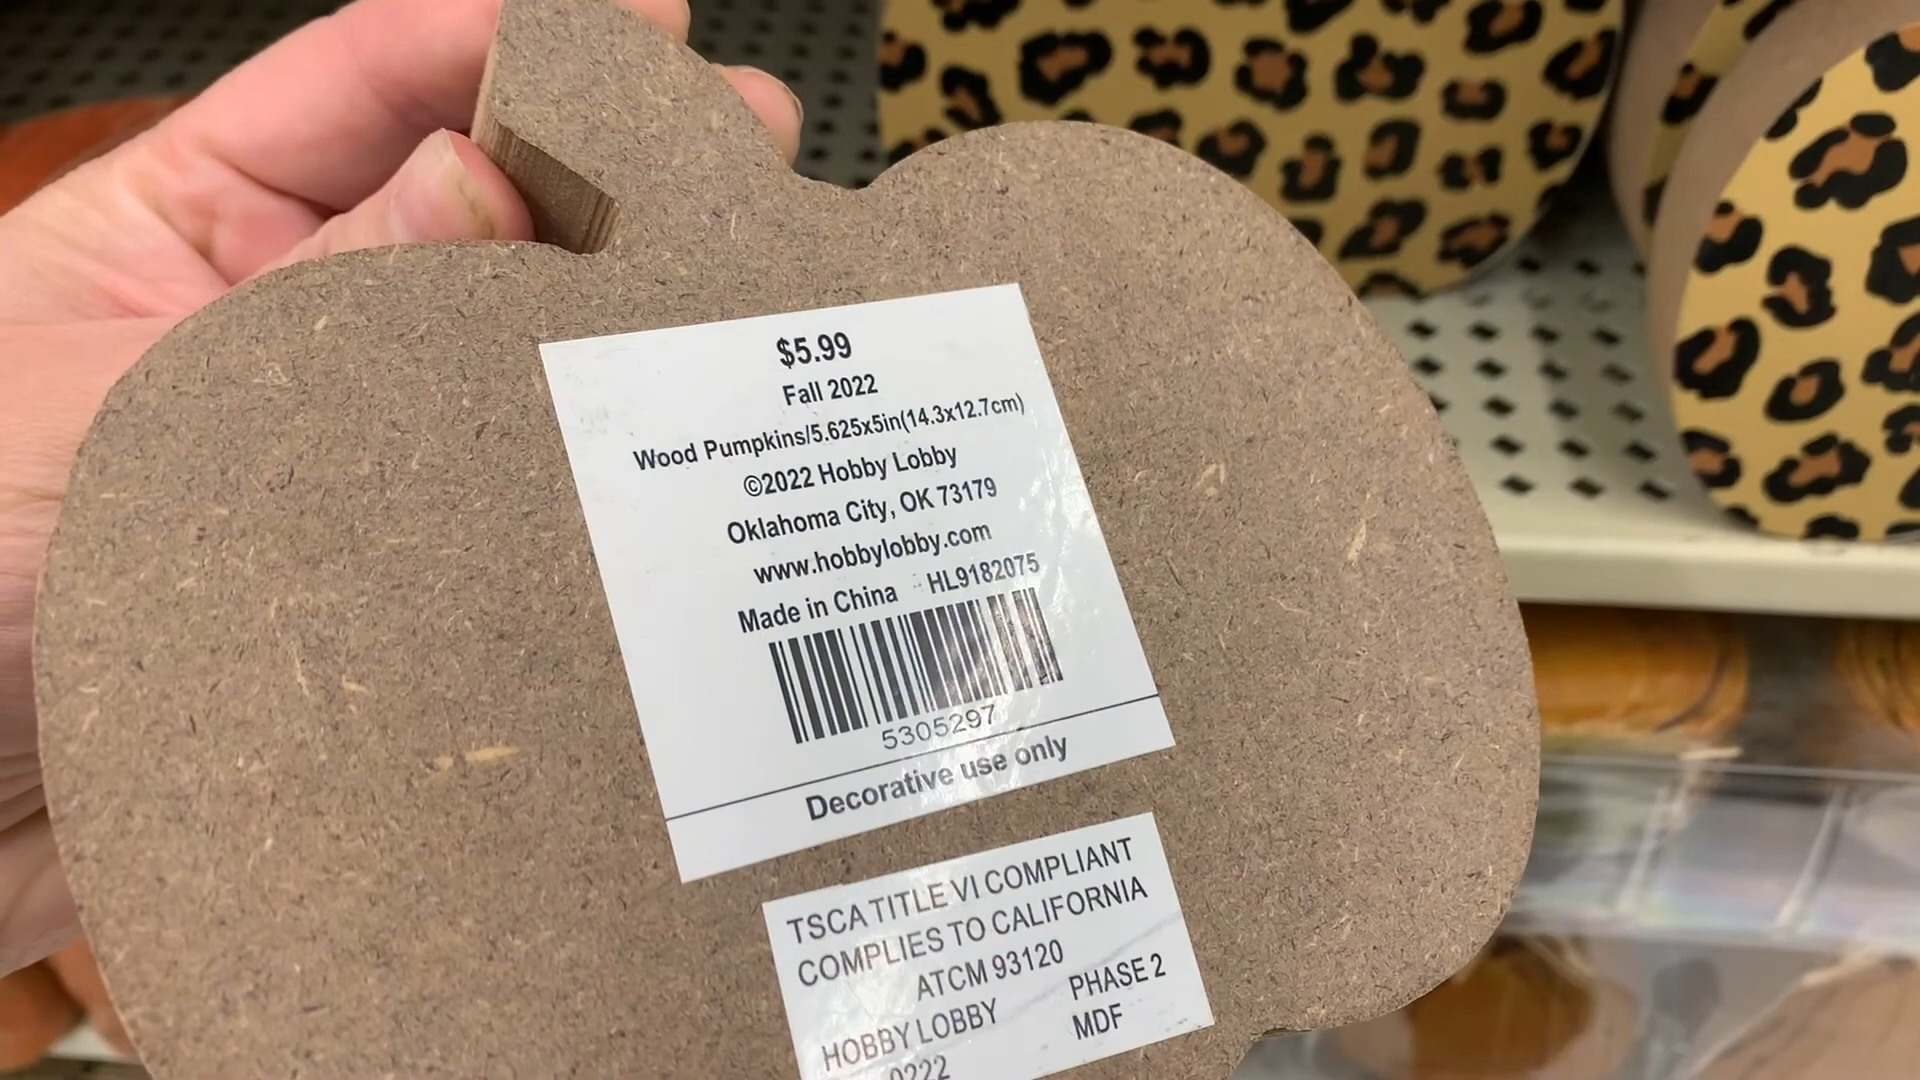 $5.99
Fall 2022
Wood Pumpkins/5.625x5in(14.3x12.7cm)
©2022 Hobby Lobby
Oklahoma City, OK 73179
www.hobbylobby.com
Made in China HL9182075
5305297
Decorative use only
TSCA TITLE VI COMPLIANT
COMPLIES TO CALIFORNIA
ATCM 93120
HOBBY LOBBY PHASE 2
0222 MDF